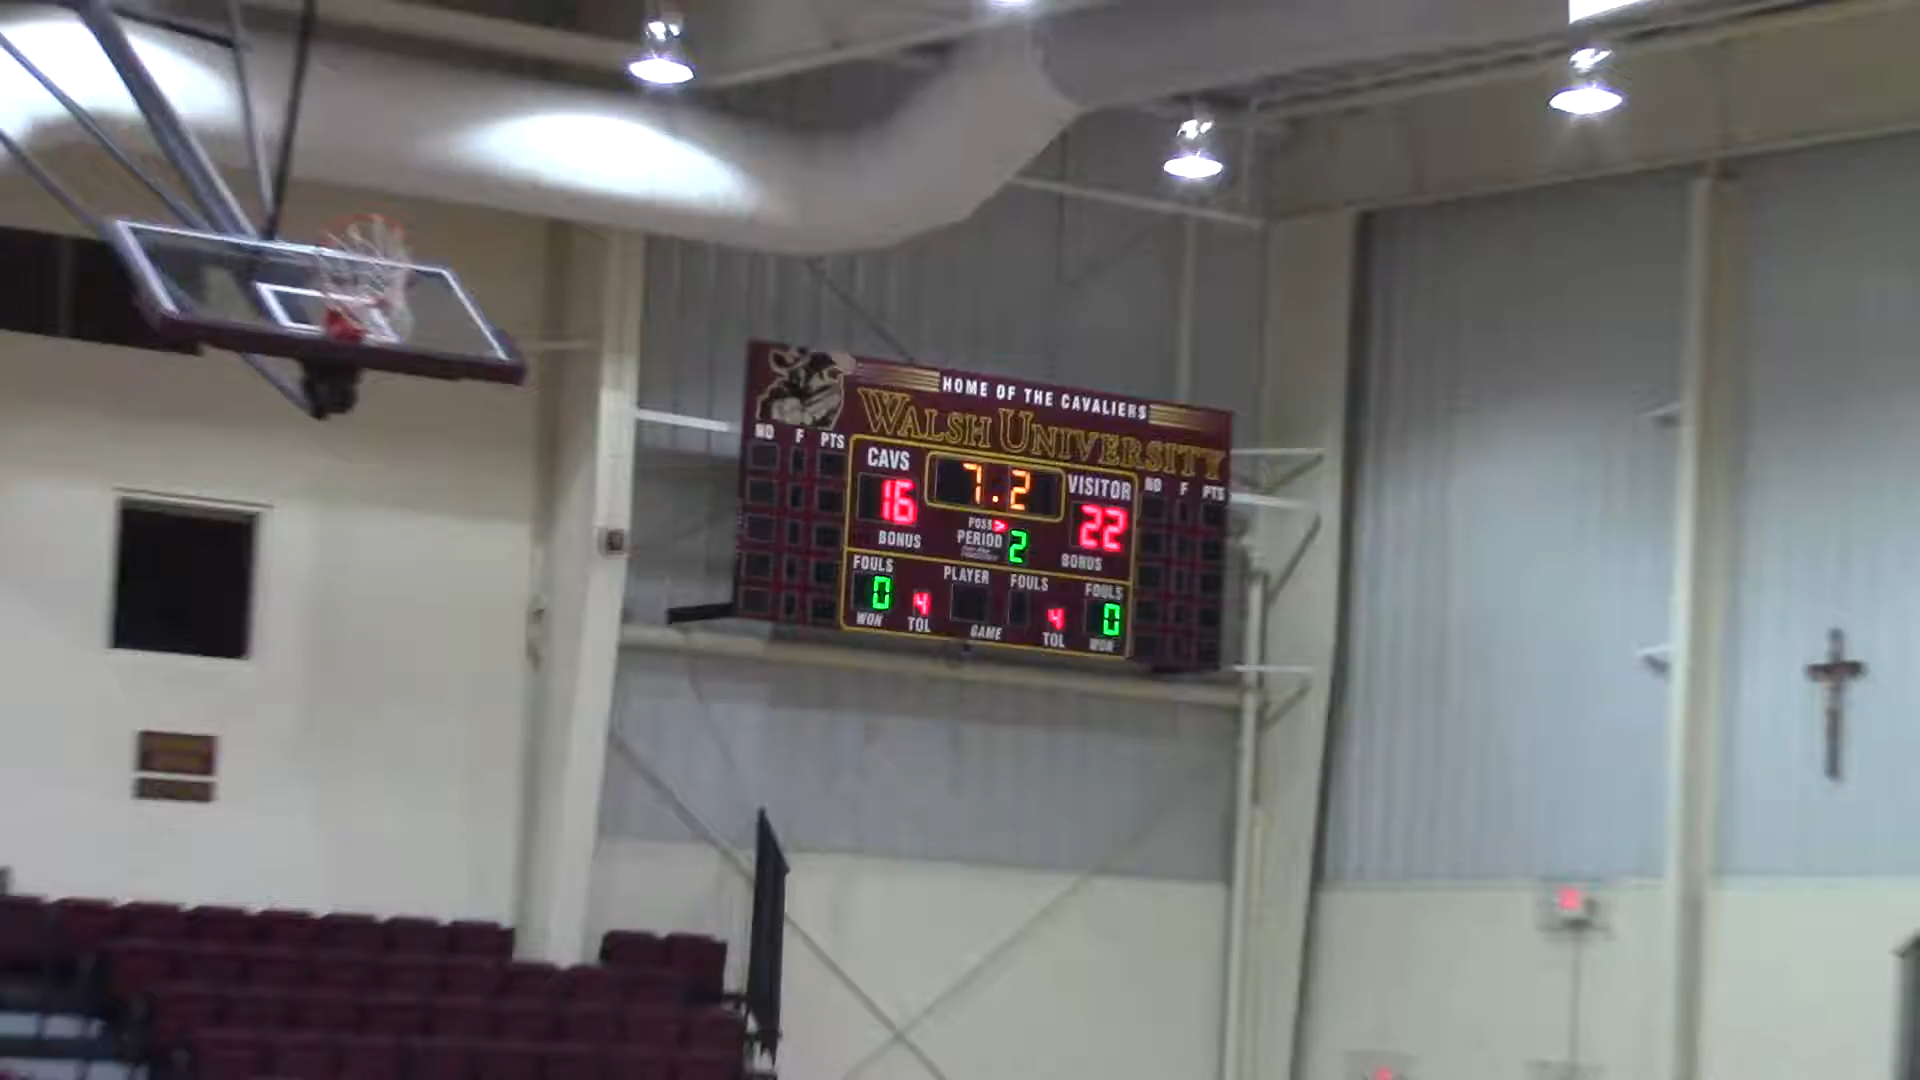 HOME OF THE CAVALIERS
WALSH UNIVERSITY
NO F PTS
CAVS
7.2
VISITOR
NO F PTS
16
22
POSS >
PERIOD 2
BONUS
BONUS
FOULS
PLAYER
FOULS
FOULS
0
4
4
0
WON
TOL
GAME
TOL
WON